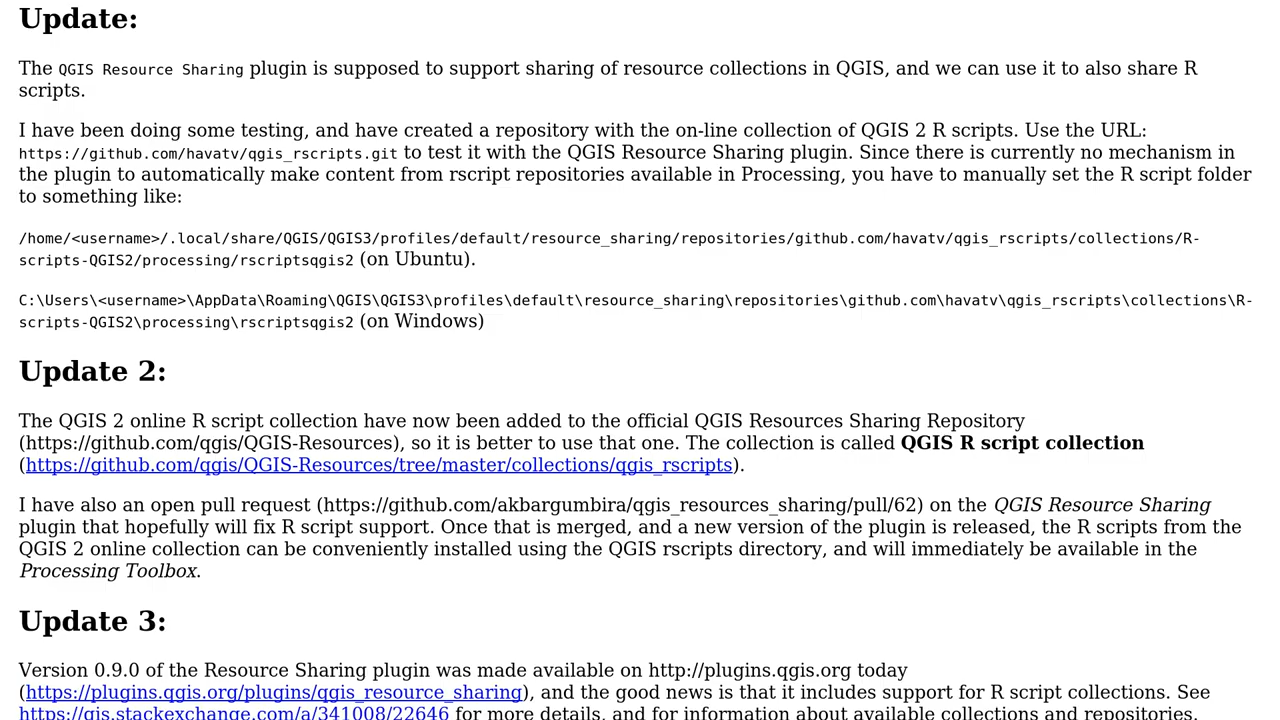 Update:
The QGIS Resource Sharing plugin is supposed to support sharing of resource collections in QGIS, and we can use it to also share R
scripts.
I have been doing some testing, and have created a repository with the on-line collection of QGIS 2 R scripts. Use the URL:
https://github.com/havatv/qgis_rscripts.git to test it with the QGIS Resource Sharing plugin. Since there is currently no mechanism in
the plugin to automatically make content from rscript repositories available in Processing, you have to manually set the R script folder
to something like:
/home/<username>/.local/share/QGIS/QGIS3/profiles/default/resource_sharing/repositories/github.com/havatv/qgis_rscripts/collections/R-
scripts-QGIS2/processing/rscriptsqgis2 (on Ubuntu).
C:\Users\<username>\AppData\Roaming\QGIS\QGIS3\profiles\default\resource_sharing\repositories\github.com\havatv\qgis_rscripts\collections\R-
scripts-QGIS2\processing\rscriptsqgis2 (on Windows)
Update 2:
The QGIS 2 online R script collection have now been added to the official QGIS Resources Sharing Repository
(https://github.com/qgis/QGIS-Resources), so it is better to use that one. The collection is called QGIS R script collection
(https://github.com/qgis/QGIS-Resources/tree/master/collections/qgis_rscripts).
I have also an open pull request (https://github.com/akbargumbira/qgis_resources_sharing/pull/62) on the QGIS Resource Sharing
plugin that hopefully will fix R script support. Once that is merged, and a new version of the plugin is released, the R scripts from the
QGIS 2 online collection can be conveniently installed using the QGIS rscripts directory, and will immediately be available in the
Processing Toolbox.
Update 3:
Version 0.9.0 of the Resource Sharing plugin was made available on http://plugins.qgis.org today
(https://plugins.qgis.org/plugins/qgis_resource_sharing), and the good news is that it includes support for R script collections. See
https://gis.stackexchange.com/a/341008/22646 for more details, and for information about available collections and repositories.